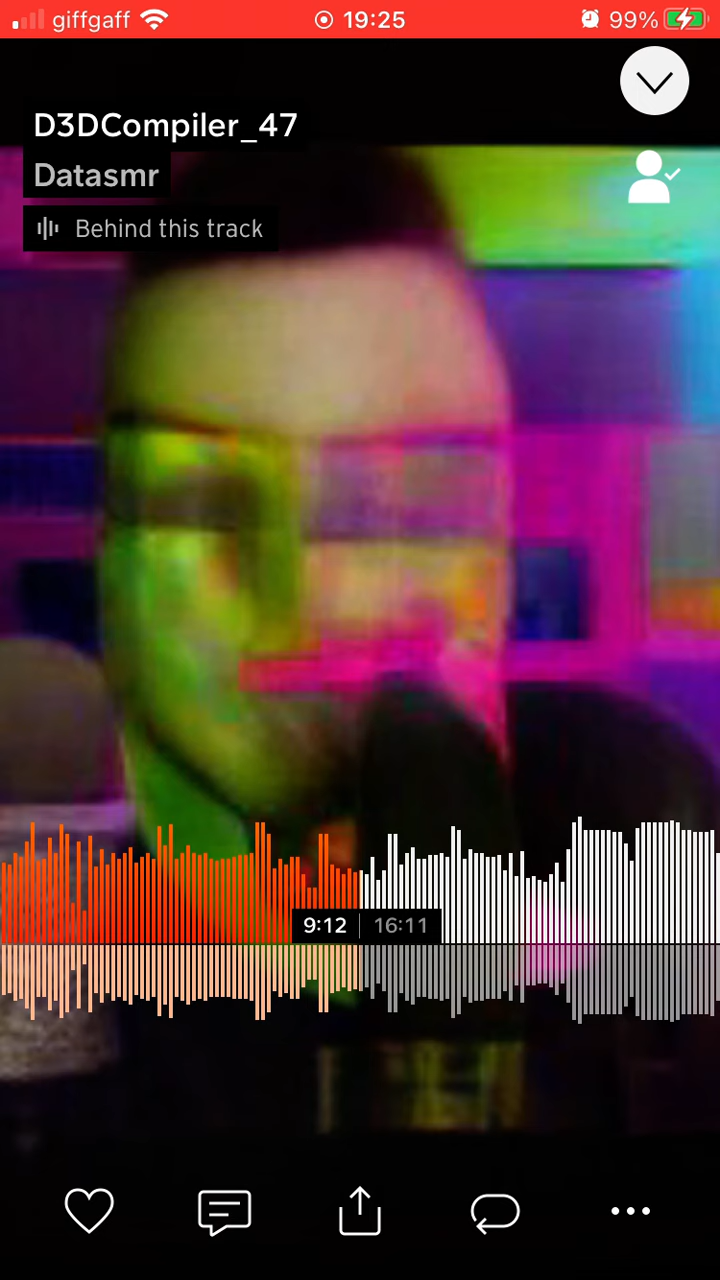 giffgaff 19:25 99%
D3DCompiler_47
Datasmr
Behind this track
9:12 16:11